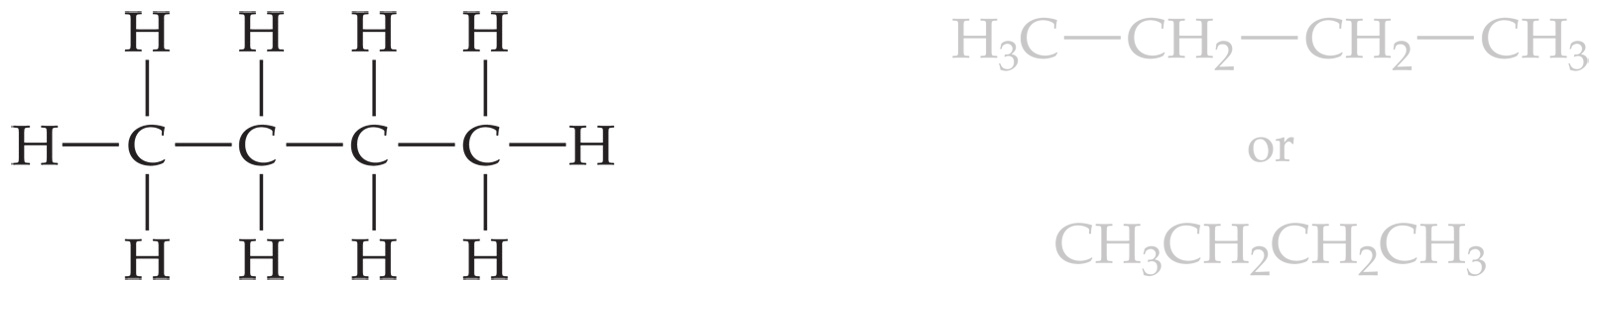 H H H H
H—C—C—C—C—H
H H H H
H₃C—CH₂—CH₂—CH₃
or
CH₃CH₂CH₂CH₃